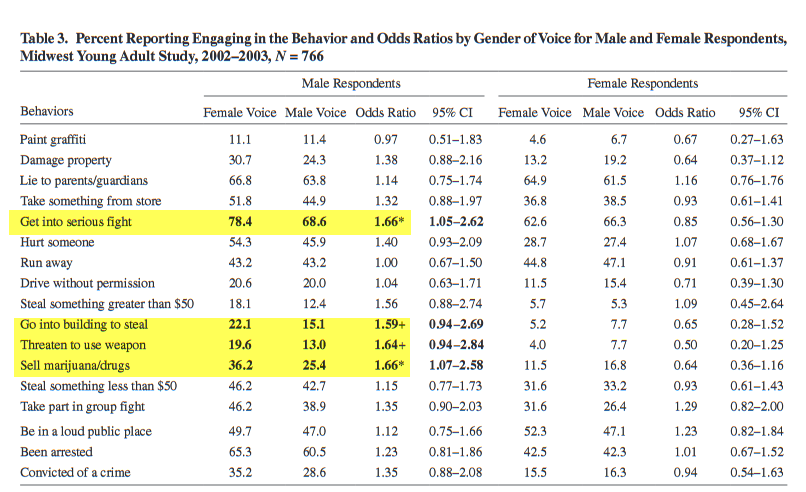 Table 3. Percent Reporting Engaging in the Behavior and Odds Ratios by Gender of Voice for Male and Female Respondents,
Midwest Young Adult Study, 2002–2003, N = 766
Male Respondents Female Respondents
Behaviors Female Voice Male Voice Odds Ratio 95% CI Female Voice Male Voice Odds Ratio 95% CI
Paint graffiti 11.1 11.4 0.97 0.51–1.83 4.6 6.7 0.67 0.27–1.63
Damage property 30.7 24.3 1.38 0.88–2.16 13.2 19.2 0.64 0.37–1.12
Lie to parents/guardians 66.8 63.8 1.14 0.75–1.74 64.9 61.5 1.16 0.76–1.76
Take something from store 51.8 44.9 1.32 0.88–1.97 36.8 38.5 0.93 0.61–1.41
Get into serious fight 78.4 68.6 1.66* 1.05–2.62 62.6 66.3 0.85 0.56–1.30
Hurt someone 54.3 45.9 1.40 0.93–2.09 28.7 27.4 1.07 0.68–1.67
Run away 43.2 43.2 1.00 0.67–1.50 44.8 47.1 0.91 0.61–1.37
Drive without permission 20.6 20.0 1.04 0.63–1.71 11.5 15.4 0.71 0.39–1.30
Steal something greater than $50 18.1 12.4 1.56 0.88–2.74 5.7 5.3 1.09 0.45–2.64
Go into building to steal 22.1 15.1 1.59+ 0.94–2.69 5.2 7.7 0.65 0.28–1.52
Threaten to use weapon 19.6 13.0 1.64+ 0.94–2.84 4.0 7.7 0.50 0.20–1.25
Sell marijuana/drugs 36.2 25.4 1.66* 1.07–2.58 11.5 16.8 0.64 0.36–1.16
Steal something less than $50 46.2 42.7 1.15 0.77–1.73 31.6 33.2 0.93 0.61–1.43
Take part in group fight 46.2 38.9 1.35 0.90–2.03 31.6 26.4 1.29 0.82–2.00
Be in a loud public place 49.7 47.0 1.12 0.75–1.66 52.3 47.1 1.23 0.82–1.84
Been arrested 65.3 60.5 1.23 0.81–1.86 42.5 42.3 1.01 0.67–1.52
Convicted of a crime 35.2 28.6 1.35 0.88–2.08 15.5 16.3 0.94 0.54–1.63